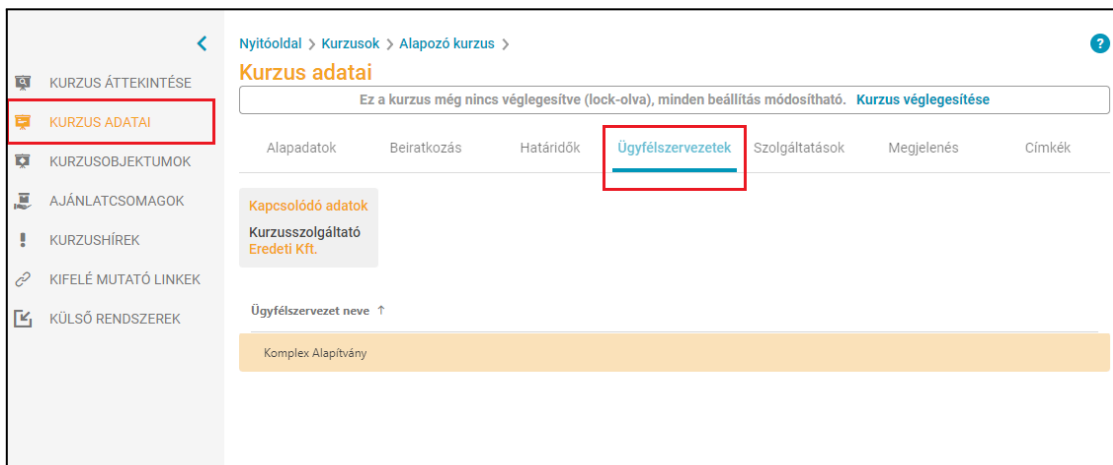 Nyitóoldal > Kurzusok > Alapozó kurzus >
?
Kurzus adatai
Ez a kurzus még nincs véglegesítve (lock-olva), minden beállítás módosítható. Kurzus véglegesítése
KURZUS ÁTTEKINTÉSE
KURZUS ADATAI
KURZUSOBJEKTUMOK
AJÁNLATCSOMAGOK
KURZUSHÍREK
KIFELÉ MUTATÓ LINKEK
KÜLSŐ RENDSZEREK
Alapadatok Beiratkozás Határidők Ügyfélszervezetek Szolgáltatások Megjelenés Címkék
Kapcsolódó adatok
Kurzusszolgáltató
Eredeti Kft.
Ügyfélszervezet neve ↑
Komplex Alapítvány